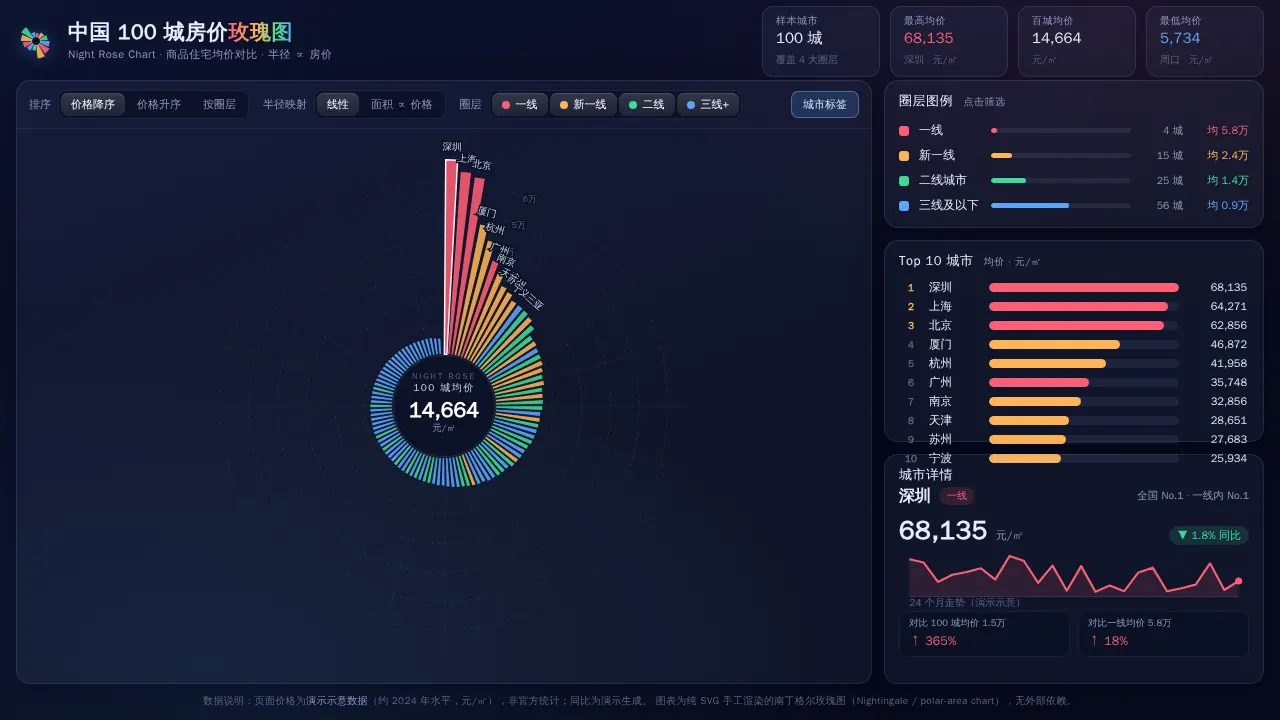 中国 100 城房价玫瑰图
Night Rose Chart · 商品住宅均价对比 · 半径 ∝ 房价
样本城市
100 城
覆盖 4 大圈层
最高均价
68,135
深圳 元/㎡
百城均价
14,664
元/㎡
最低均价
5,734
周口 元/㎡
排序 价格降序 价格升序 按圈层 半径映射 线性 面积 ∝ 价格 圈层 一线 新一线 二线 三线+ 城市标签
深圳
上海
北京
6万
厦门
5万
杭州
广州
南京
三亚
NIGHT ROSE
100 城均价
14,664
元/㎡
圈层图例 点击筛选
一线 4 城 均 5.8万
新一线 15 城 均 2.4万
二线城市 25 城 均 1.4万
三线及以下 56 城 均 0.9万
Top 10 城市 均价 · 元/㎡
1 深圳 68,135
2 上海 64,271
3 北京 62,856
4 厦门 46,872
5 杭州 41,958
6 广州 35,748
7 南京 32,856
8 天津 28,651
9 苏州 27,683
10 宁波 25,934
城市详情
深圳 一线 全国 No.1 · 一线内 No.1
68,135 元/㎡ ▼ 1.8% 同比
24 个月走势（演示示意）
对比 100 城均价 1.5万
↑ 365%
对比一线均价 5.8万
↑ 18%
数据说明：页面价格为演示示意数据（约 2024 年水平，元/㎡），非官方统计；同比为演示生成。 图表为纯 SVG 手工渲染的南丁格尔玫瑰图（Nightingale / polar-area chart），无外部依赖。